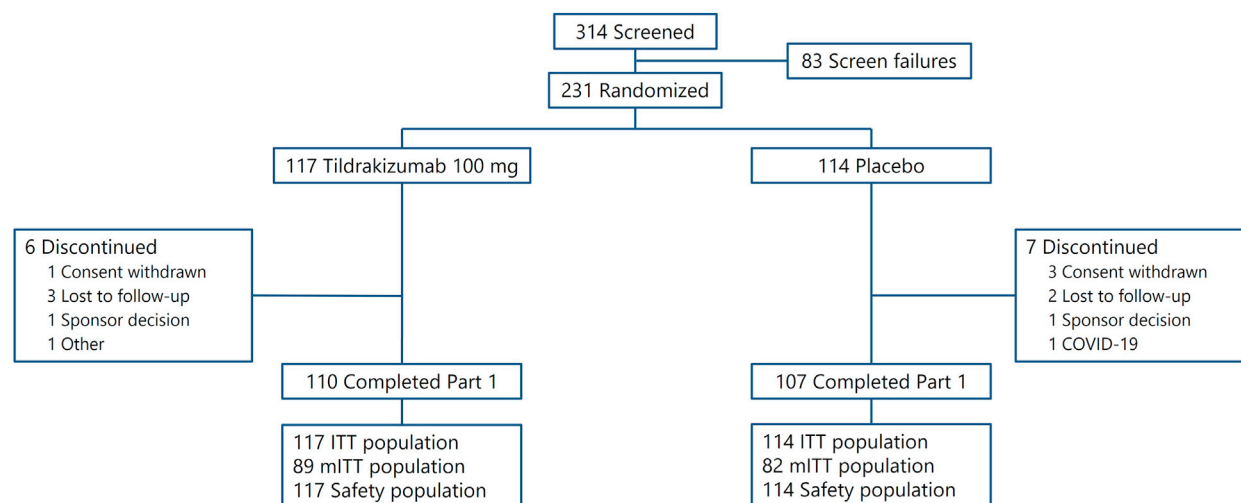 314 Screened
83 Screen failures
231 Randomized
117 Tildrakizumab 100 mg
114 Placebo
6 Discontinued
1 Consent withdrawn
3 Lost to follow-up
1 Sponsor decision
1 Other
7 Discontinued
3 Consent withdrawn
2 Lost to follow-up
1 Sponsor decision
1 COVID-19
110 Completed Part 1
107 Completed Part 1
117 ITT population
89 mITT population
117 Safety population
114 ITT population
82 mITT population
114 Safety population